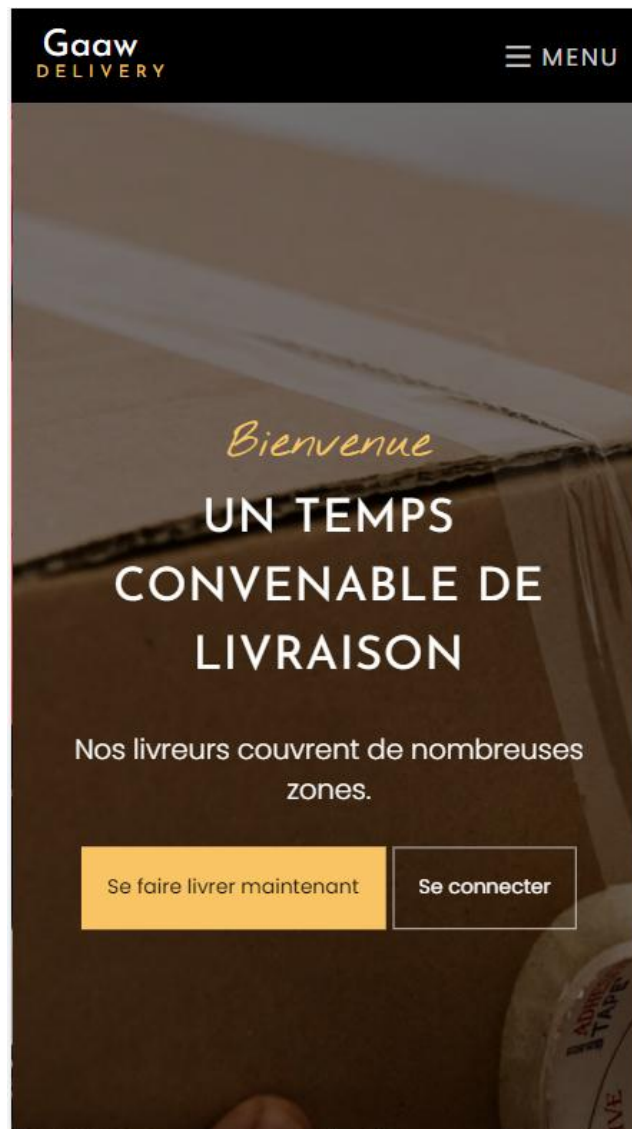 Gaaw
DELIVERY
☰ MENU
Bienvenue
UN TEMPS
CONVENABLE DE
LIVRAISON
Nos livreurs couvrent de nombreuses
zones.
Se faire livrer maintenant
Se connecter
TAPE